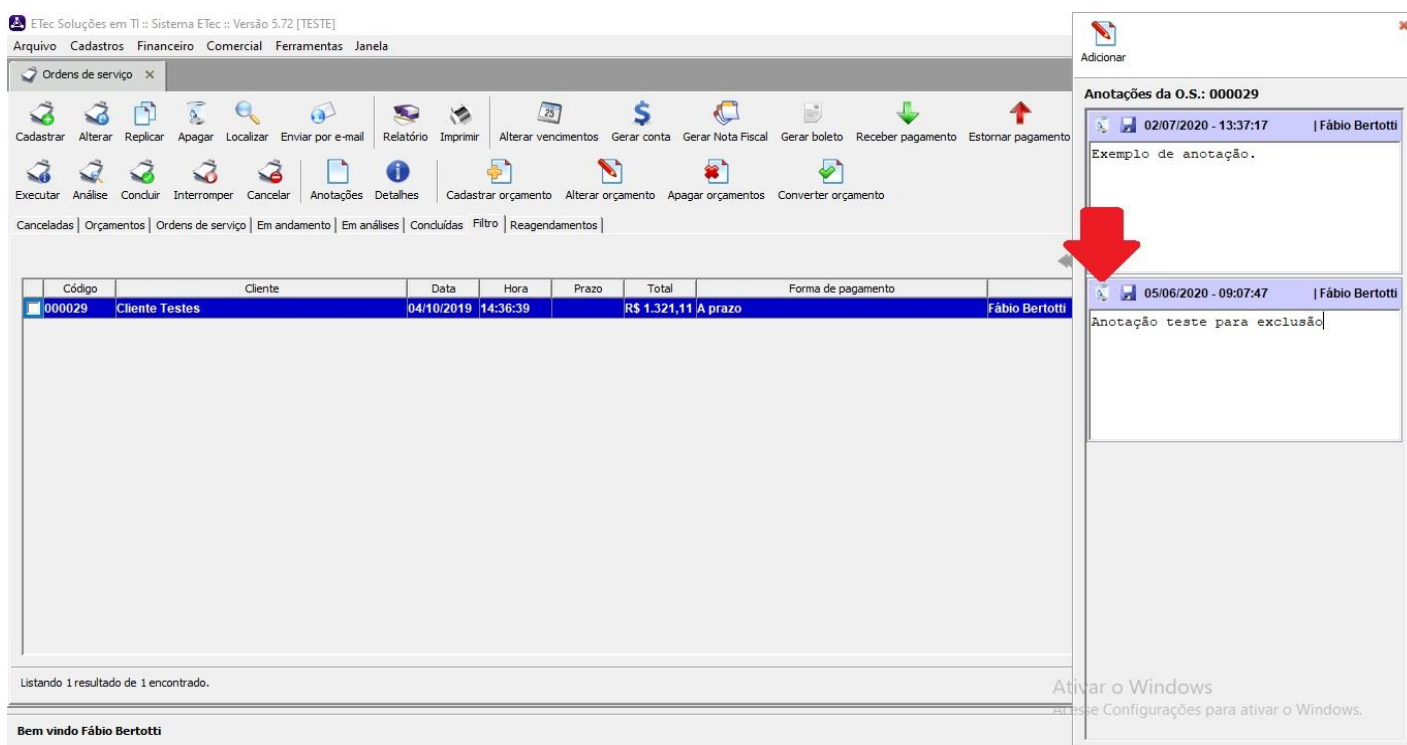 ETec Soluções em TI :: Sistema ETec :: Versão 5.72 [TESTE]
Arquivo Cadastros Financeiro Comercial Ferramentas Janela
Ordens de serviço
Cadastrar Alterar Replicar Apagar Localizar Enviar por e-mail Relatório Imprimir Alterar vencimentos Gerar conta Gerar Nota Fiscal Gerar boleto Receber pagamento Estornar pagamento
Executar Análise Concluir Interromper Cancelar Anotações Detalhes Cadastrar orçamento Alterar orçamento Apagar orçamentos Converter orçamento
Canceladas Orçamentos Ordens de serviço Em andamento Em análises Concluídas Filtro Reagendamentos
Código Cliente Data Hora Prazo Total Forma de pagamento
000029 Cliente Testes 04/10/2019 14:36:39 R$ 1.321,11 A prazo Fábio Bertotti
Listando 1 resultado de 1 encontrado.
Bem vindo Fábio Bertotti
Adicionar
Anotações da O.S.: 000029
02/07/2020 - 13:37:17 | Fábio Bertotti
Exemplo de anotação.
05/06/2020 - 09:07:47 | Fábio Bertotti
Anotação teste para exclusão
Ativar o Windows
Acesse Configurações para ativar o Windows.